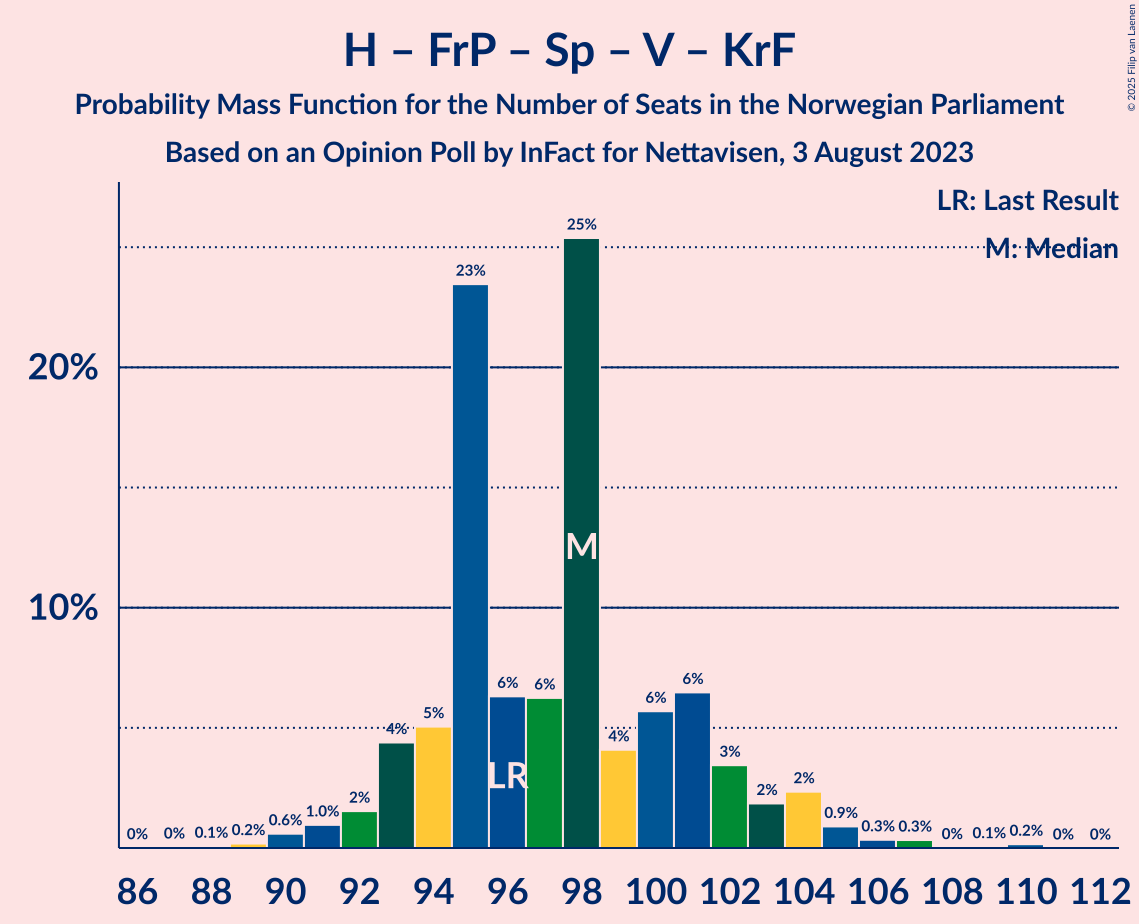 H – FrP – Sp – V – KrF
Probability Mass Function for the Number of Seats in the Norwegian Parliament
Based on an Opinion Poll by InFact for Nettavisen, 3 August 2023
© 2025 Filip van Laenen
LR: Last Result
M: Median
20%
10%
0% 0% 0.1% 0.2% 0.6% 1.0% 2% 4% 5% 23% 6% 6% 25% 4% 6% 6% 3% 2% 2% 0.9% 0.3% 0.3% 0% 0.1% 0.2% 0% 0%
M
LR
86 88 90 92 94 96 98 100 102 104 106 108 110 112